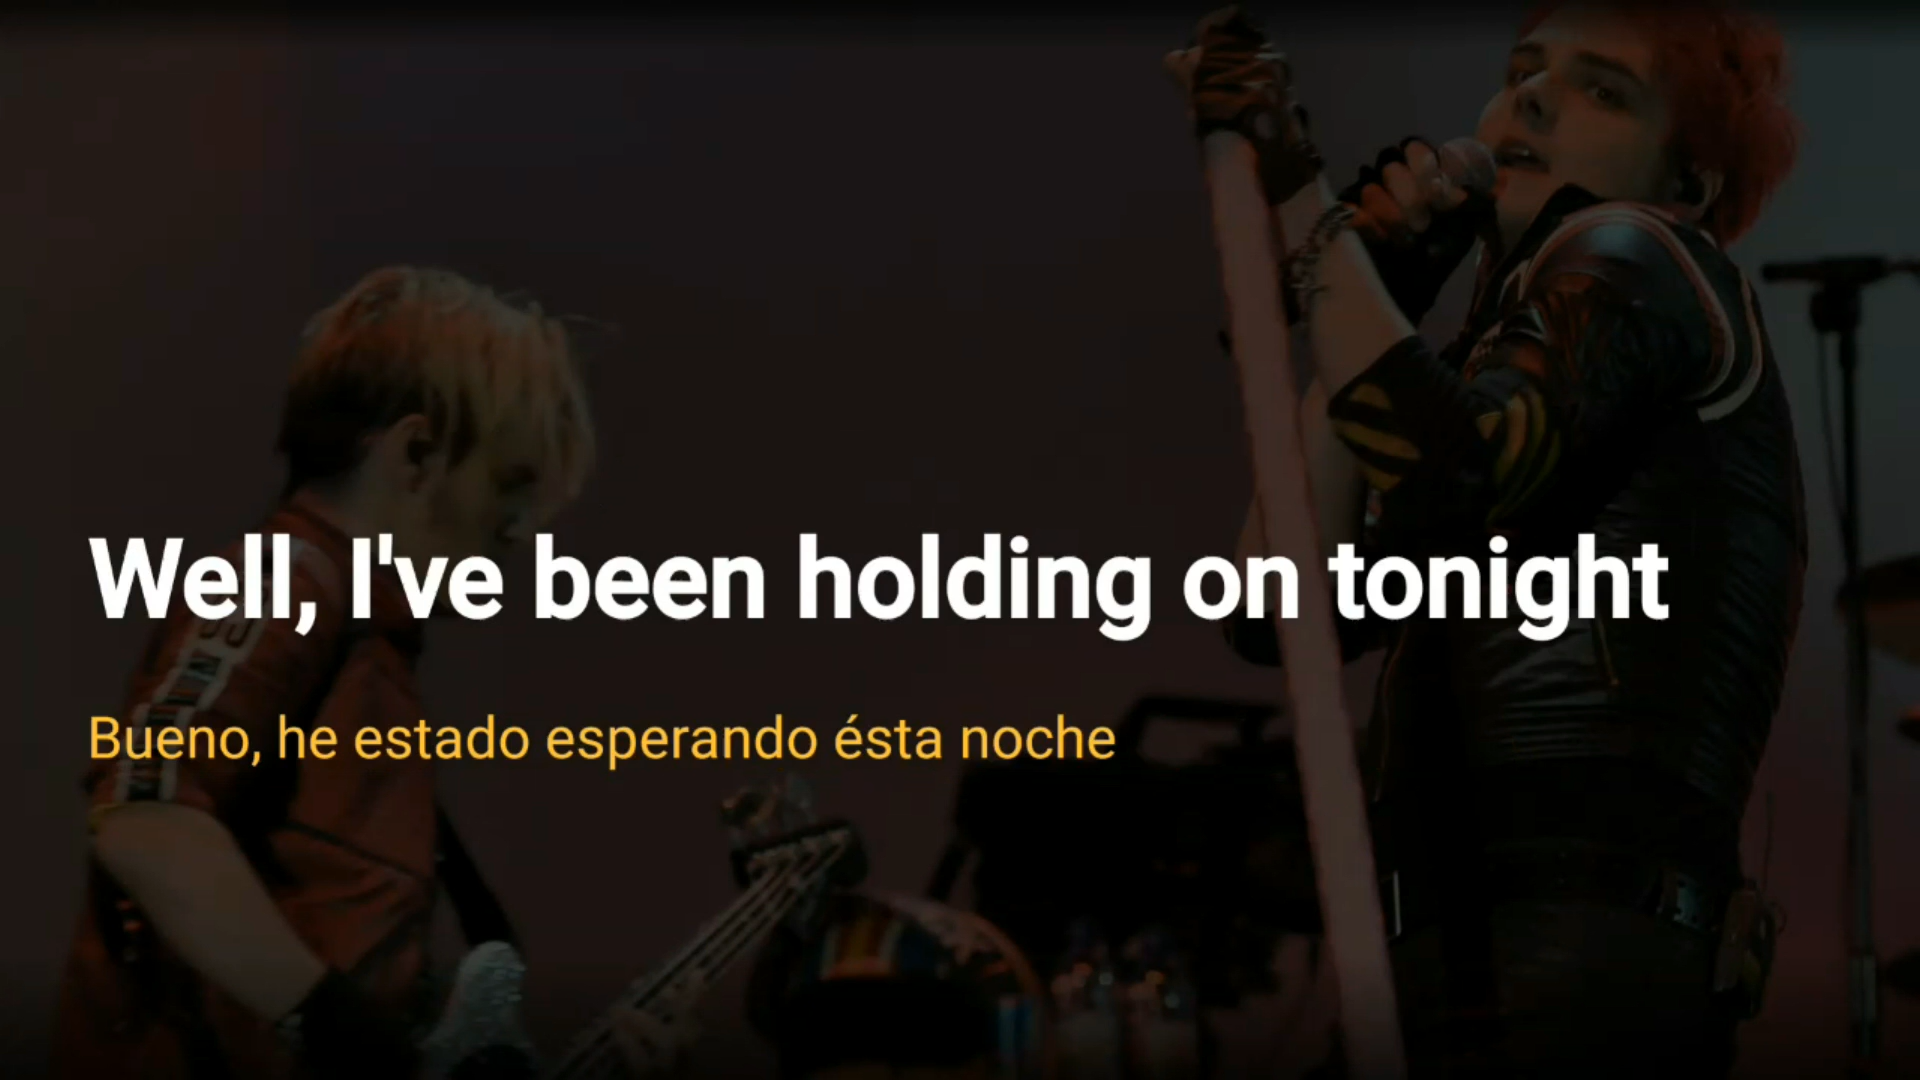 Well, I've been holding on tonight
Bueno, he estado esperando ésta noche